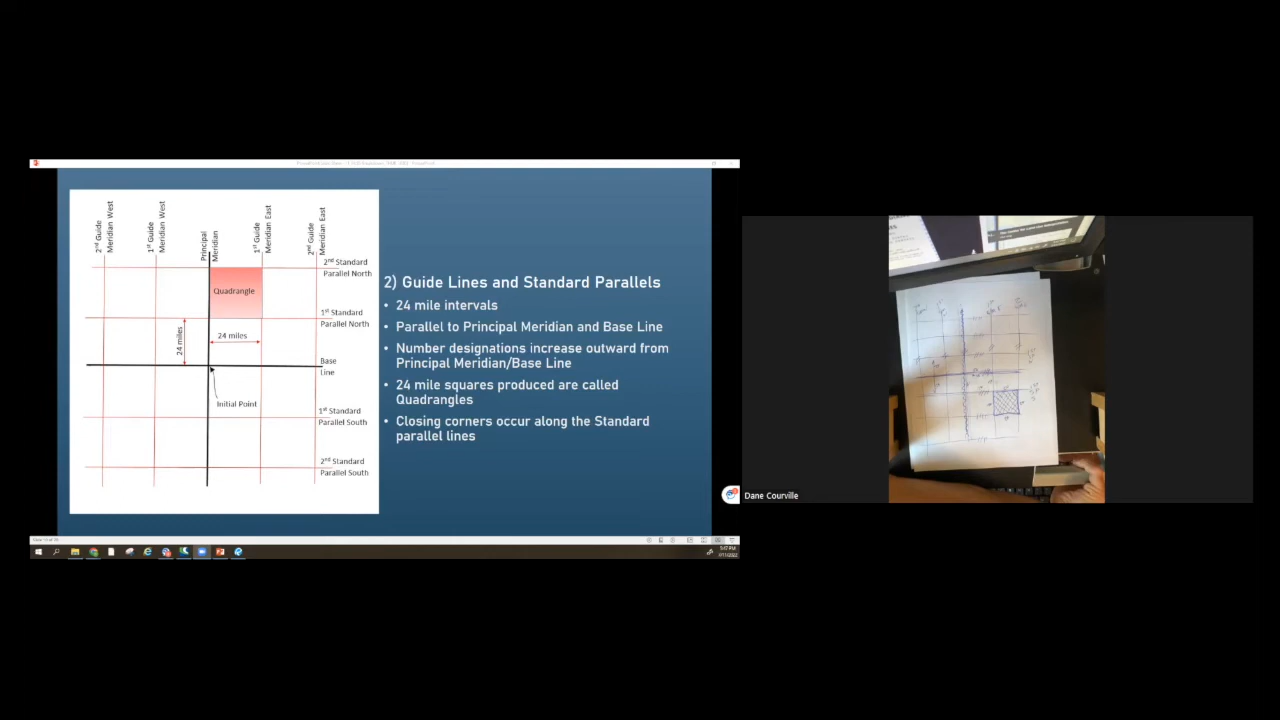 2nd Guide
Meridian West
1st Guide
Meridian West
Principal
Meridian
1st Guide
Meridian East
2nd Guide
Meridian East
2nd Standard
Parallel North
Quadrangle
1st Standard
Parallel North
24 miles
24 miles
Base
Line
Initial Point
1st Standard
Parallel South
2nd Standard
Parallel South
2) Guide Lines and Standard Parallels
• 24 mile intervals
• Parallel to Principal Meridian and Base Line
• Number designations increase outward from
Principal Meridian/Base Line
• 24 mile squares produced are called
Quadrangles
• Closing corners occur along the Standard
parallel lines
Dane Courville